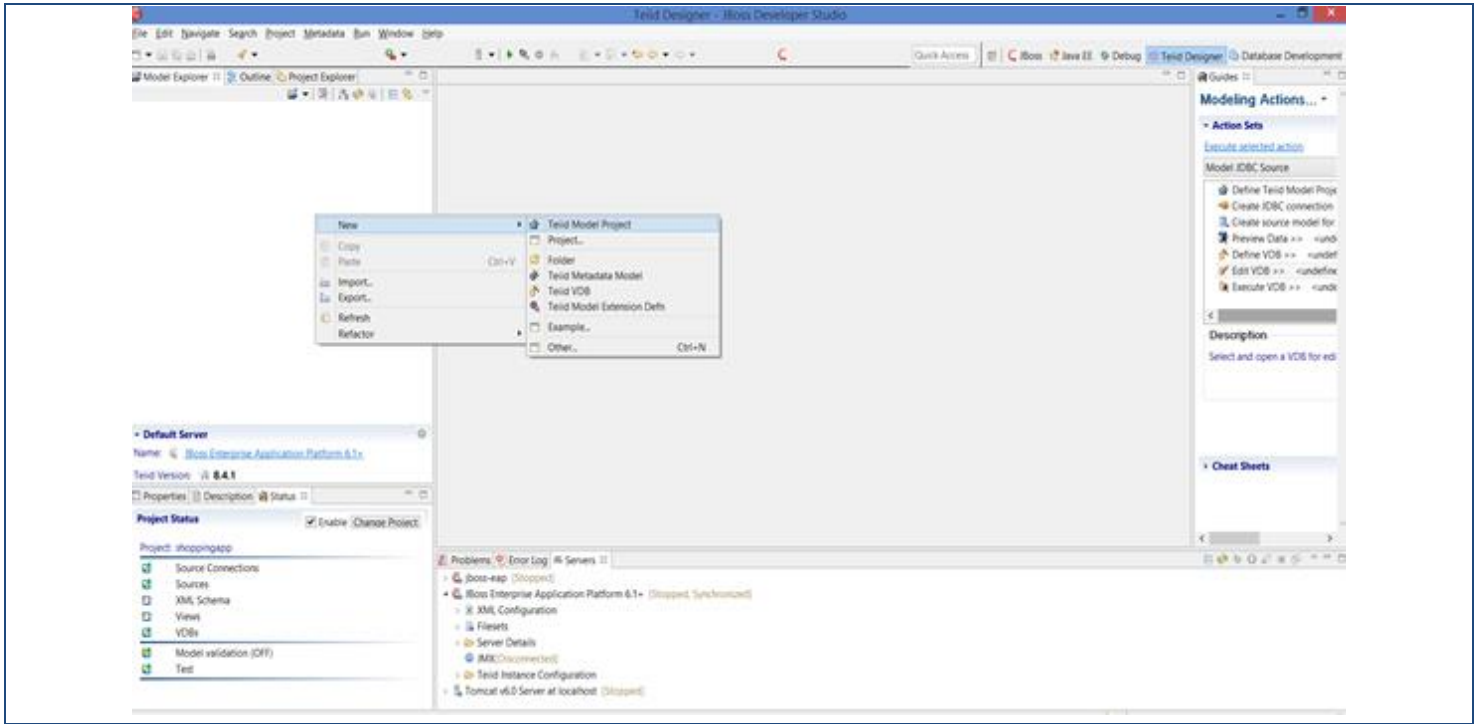 Teiid Designer - JBoss Developer Studio
File Edit Navigate Search Project Metadata Run Window Help
Quick Access JBoss Java EE Debug Teiid Designer Database Development
Model Explorer Outline Project Explorer
Guides
Modeling Actions...
Action Sets
Execute selected action
Model JDBC Source
Define Teiid Model Proje
Create JDBC connection
Create source model for
Preview Data >> <unde
Define VDB >> <undef
Edit VDB >> <undefine
Execute VDB >> <unde
Description
Select and open a VDB for edi
Cheat Sheets
New
Copy
Paste Ctrl+V
Import...
Export...
Refresh
Refactor
Teiid Model Project
Project...
Folder
Teiid Metadata Model
Teiid VDB
Teiid Model Extension Defn
Example...
Other... Ctrl+N
Default Server
Name: JBoss Enterprise Application Platform 6.1+
Teiid Version: 8.4.1
Properties Description Status
Project Status Enable Change Project
Project: shoppingapp
Source Connections
Sources
XML Schema
Views
VDBs
Model validation (OFF)
Test
Problems Error Log Servers
jboss-eap [Stopped]
JBoss Enterprise Application Platform 6.1+ [Stopped, Synchronized]
XML Configuration
Filesets
Server Details
JMX[Disconnected]
Teiid Instance Configuration
Tomcat v6.0 Server at localhost [Stopped]